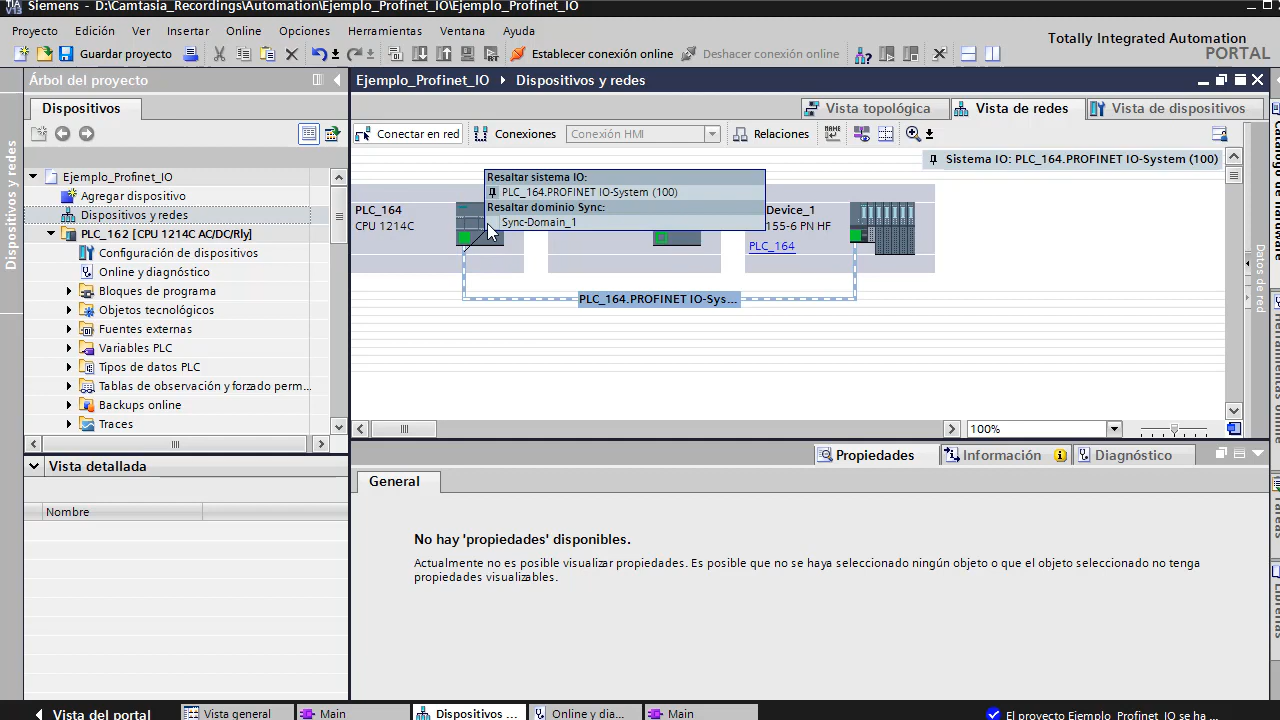 Siemens - D:\Camtasia_Recordings\Automation\Ejemplo_Profinet_IO\Ejemplo_Profinet_IO
Proyecto Edición Ver Insertar Online Opciones Herramientas Ventana Ayuda
Totally Integrated Automation
PORTAL
Guardar proyecto Establecer conexión online Deshacer conexión online
Árbol del proyecto
Ejemplo_Profinet_IO Dispositivos y redes
Dispositivos
Vista topológica Vista de redes Vista de dispositivos
Conectar en red Conexiones Conexión HMI Relaciones
Sistema IO: PLC_164.PROFINET IO-System (100)
Dispositivos y redes
Ejemplo_Profinet_IO
Agregar dispositivo
Dispositivos y redes
PLC_162 [CPU 1214C AC/DC/Rly]
Configuración de dispositivos
Online y diagnóstico
Bloques de programa
Objetos tecnológicos
Fuentes externas
Variables PLC
Tipos de datos PLC
Tablas de observación y forzado perm...
Backups online
Traces
Resaltar sistema IO:
PLC_164.PROFINET IO-System (100)
Resaltar dominio Sync:
Sync-Domain_1
PLC_164
CPU 1214C
Device_1
155-6 PN HF
PLC_164
PLC_164.PROFINET IO-Sys...
100%
Datos de red
Vista detallada
Nombre
Propiedades Información Diagnóstico
General
No hay 'propiedades' disponibles.
Actualmente no es posible visualizar propiedades. Es posible que no se haya seleccionado ningún objeto o que el objeto seleccionado no tenga
propiedades visualizables.
Vista del portal Vista general Main Dispositivos ... Online y dia... Main
El proyecto Ejemplo_Profinet_IO se ha...